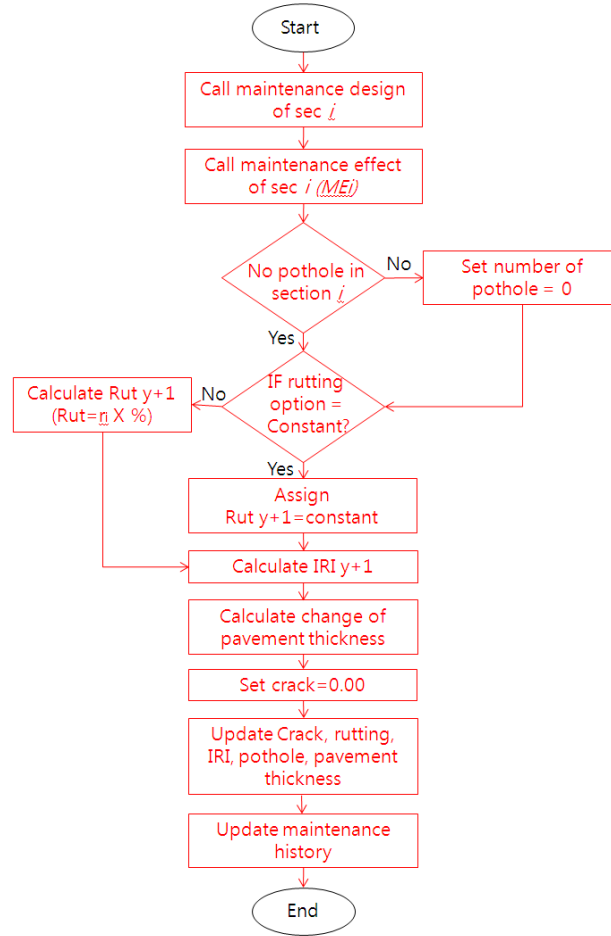 Start
Call maintenance design
of sec i
Call maintenance effect
of sec i (MEi)
No pothole in
section i
No
Set number of
pothole = 0
Yes
IF rutting
option =
Constant?
No
Calculate Rut y+1
(Rut=ri X %)
Yes
Assign
Rut y+1=constant
Calculate IRI y+1
Calculate change of
pavement thickness
Set crack=0.00
Update Crack, rutting,
IRI, pothole, pavement
thickness
Update maintenance
history
End